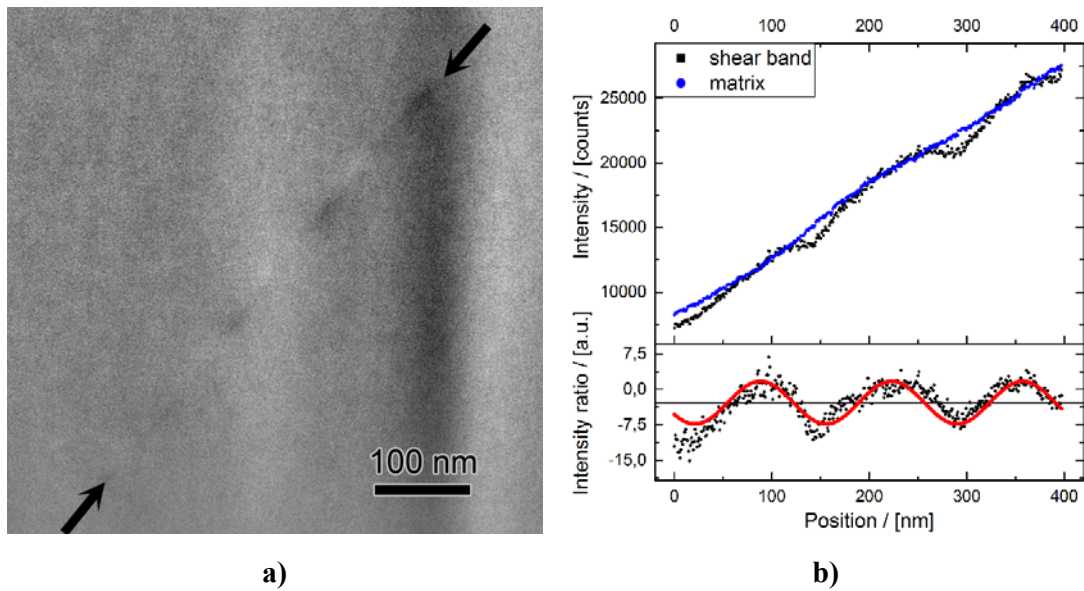 100 nm
a)
0 100 200 300 400
shear band
matrix
Intensity / [counts]
25000
20000
15000
10000
Intensity ratio / [a.u.]
7,5
0,0
-7,5
-15,0
0 100 200 300 400
Position / [nm]
b)